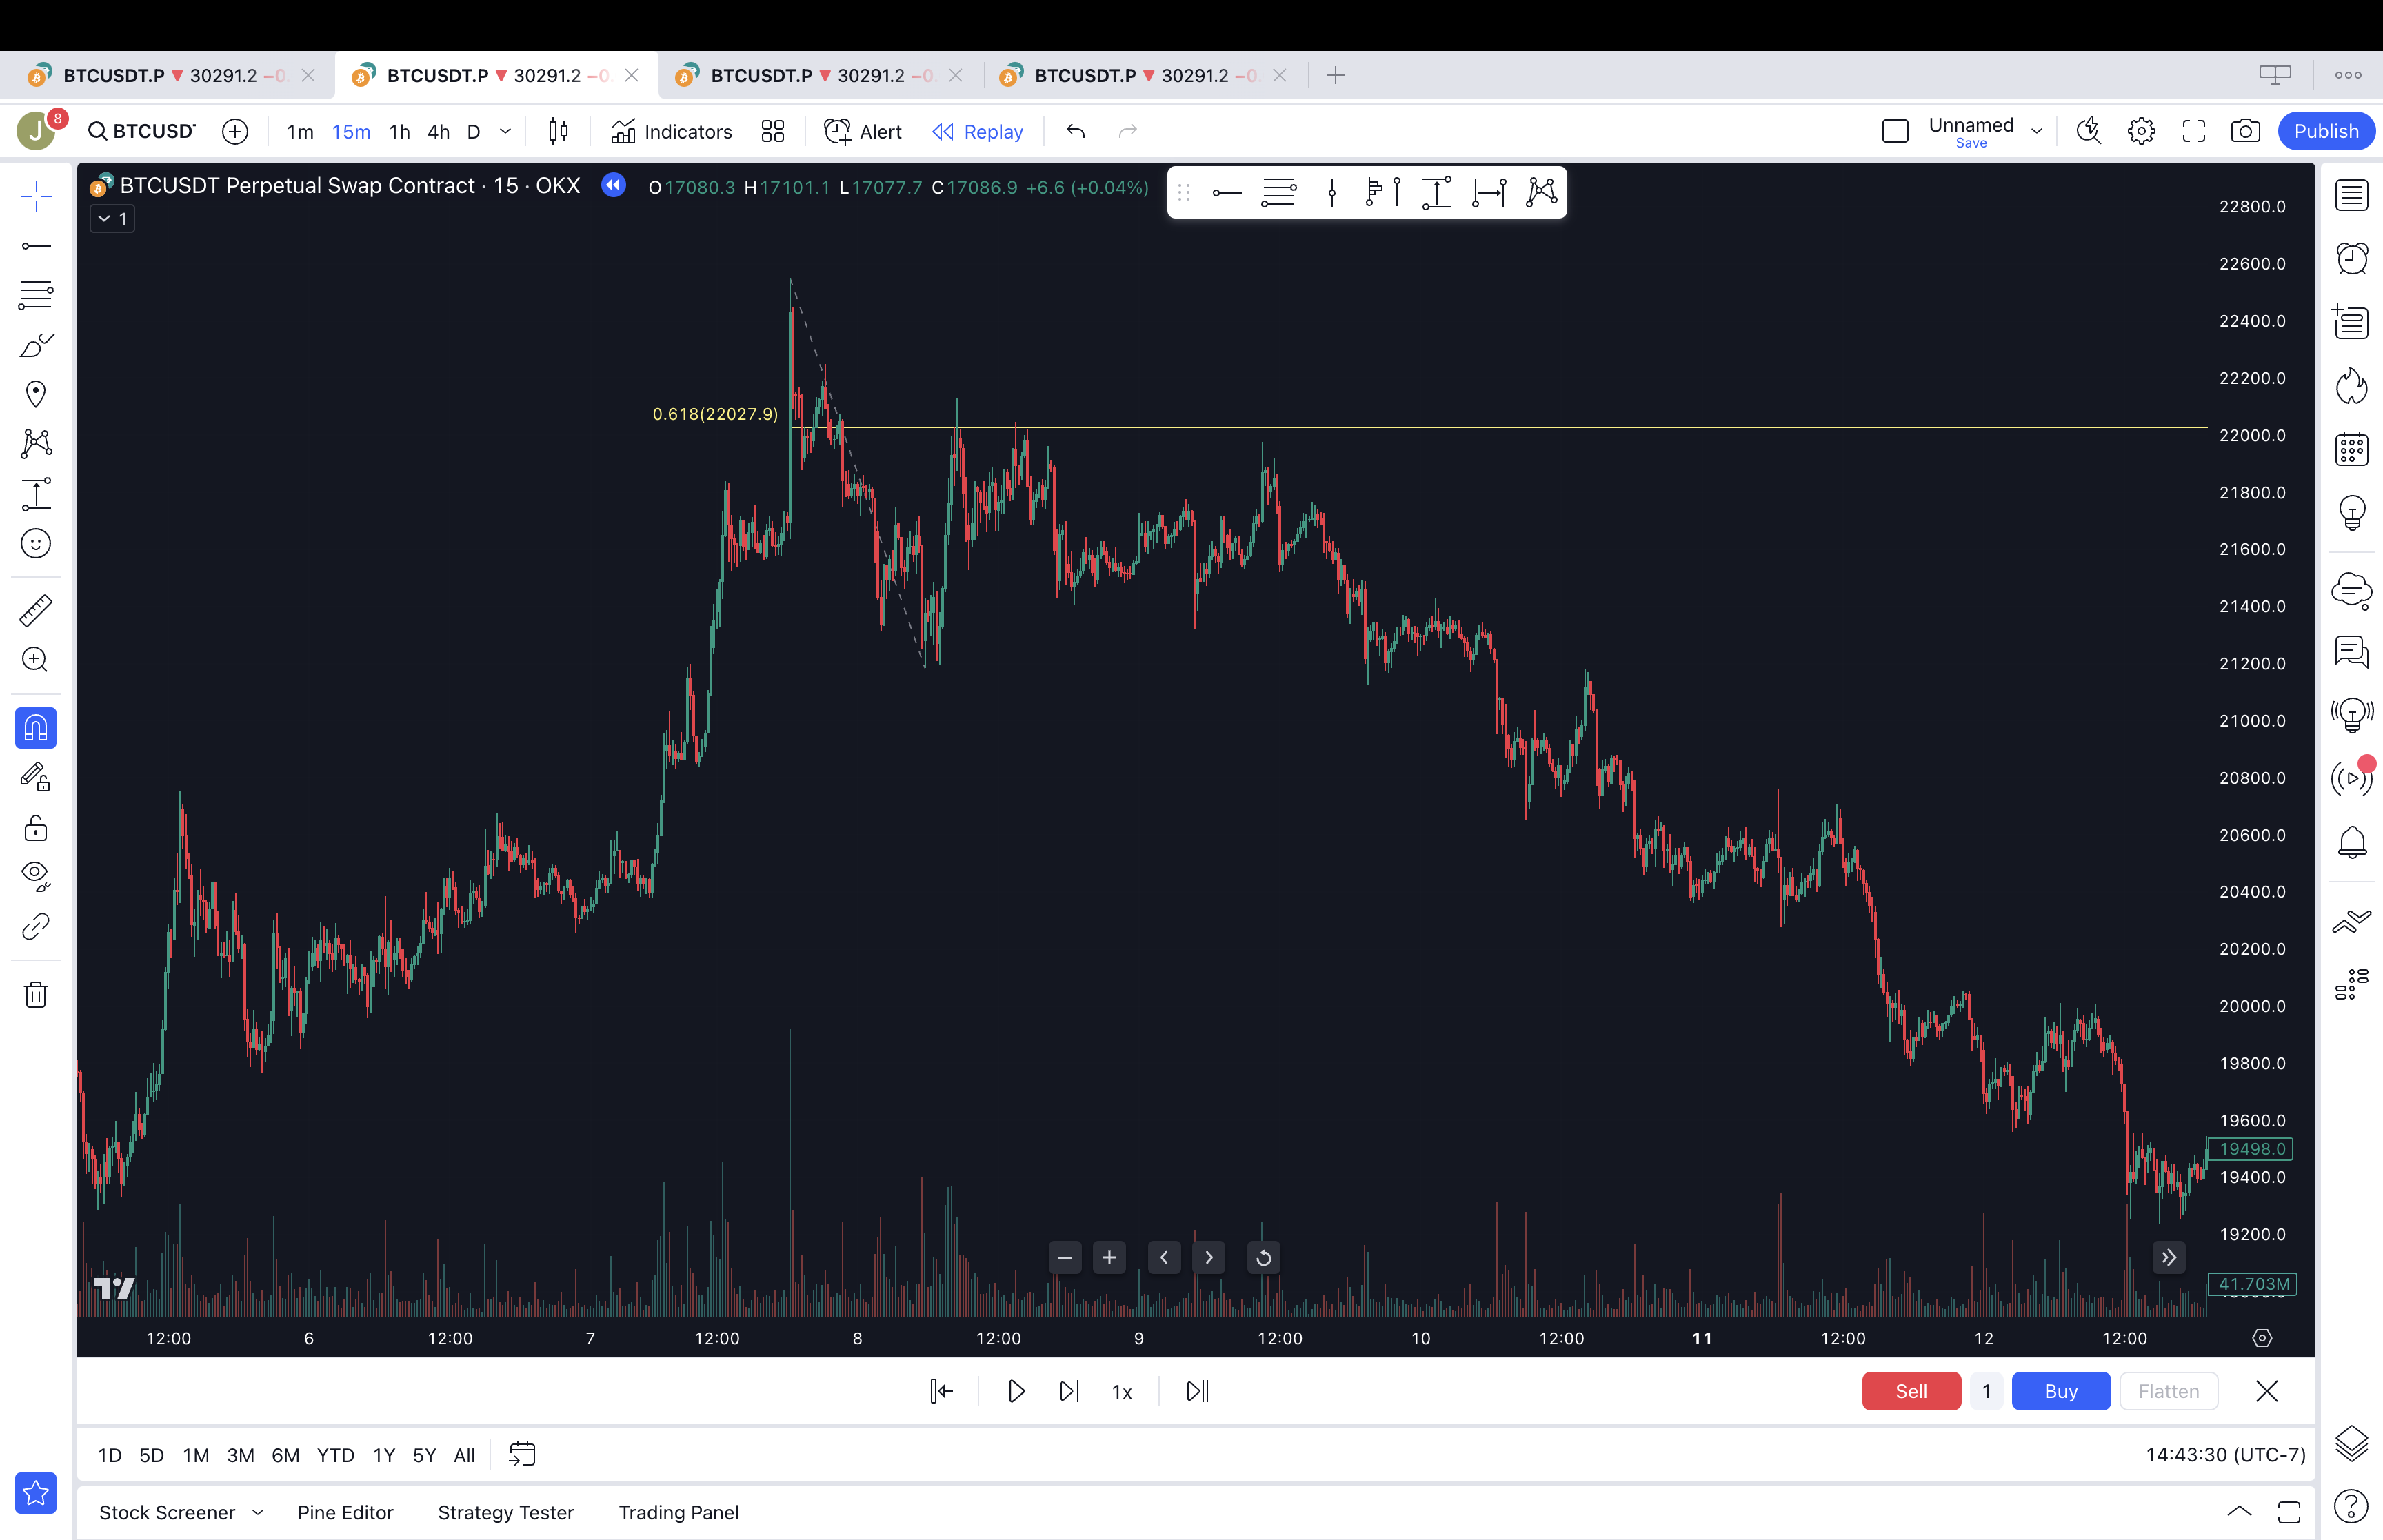 BTCUSDT.P ▼ 30291.2 −0. BTCUSDT.P ▼ 30291.2 −0. BTCUSDT.P ▼ 30291.2 −0. BTCUSDT.P ▼ 30291.2 −0.
J 8 BTCUSD 1m 15m 1h 4h D Indicators Alert Replay Unnamed Publish
Save
BTCUSDT Perpetual Swap Contract · 15 · OKX O17080.3 H17101.1 L17077.7 C17086.9 +6.6 (+0.04%)
1
22800.0
22600.0
22400.0
22200.0
0.618(22027.9)
22000.0
21800.0
21600.0
21400.0
21200.0
21000.0
20800.0
20600.0
20400.0
20200.0
20000.0
19800.0
19600.0
19498.0
19400.0
19200.0
41.703M
12:00 6 12:00 7 12:00 8 12:00 9 12:00 10 12:00 11 12:00 12 12:00
1x Sell 1 Buy Flatten
1D 5D 1M 3M 6M YTD 1Y 5Y All 14:43:30 (UTC-7)
Stock Screener Pine Editor Strategy Tester Trading Panel